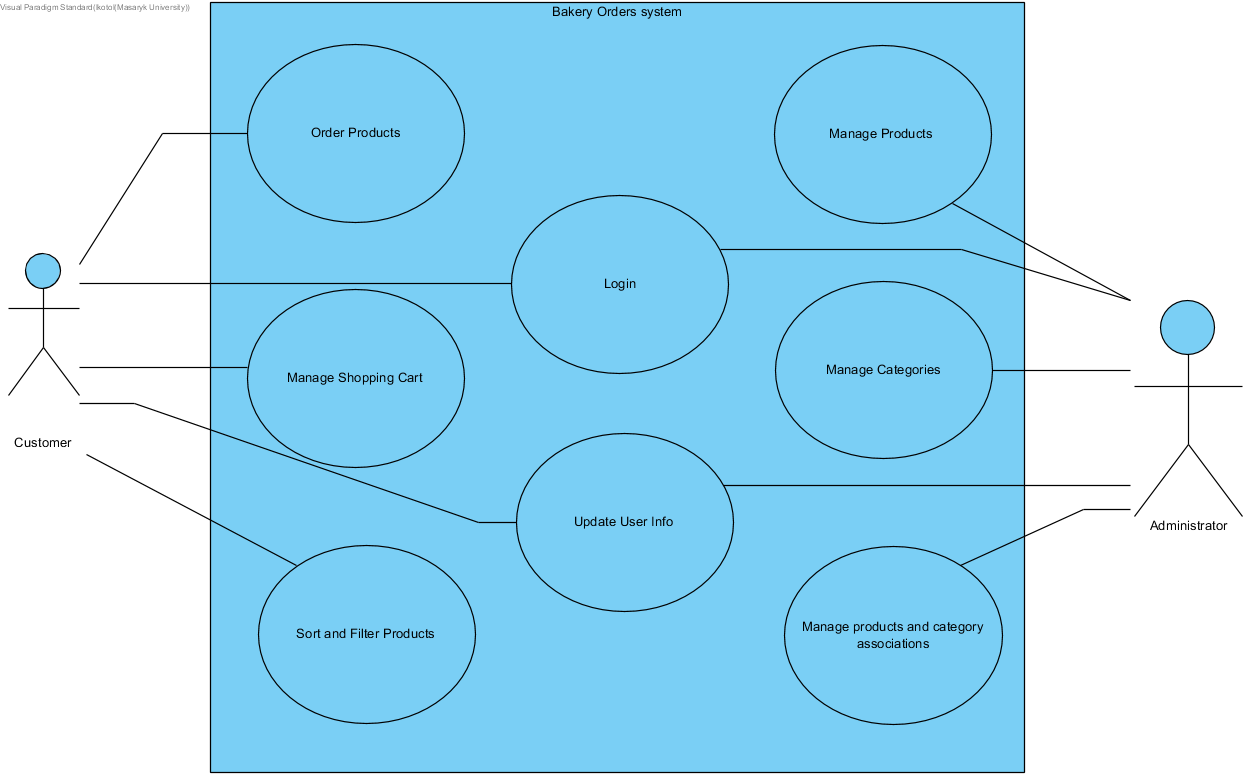 Visual Paradigm Standard(lkotol(Masaryk University))
Bakery Orders system
Order Products
Manage Products
Login
Manage Shopping Cart
Manage Categories
Customer
Update User Info
Administrator
Sort and Filter Products
Manage products and category
associations